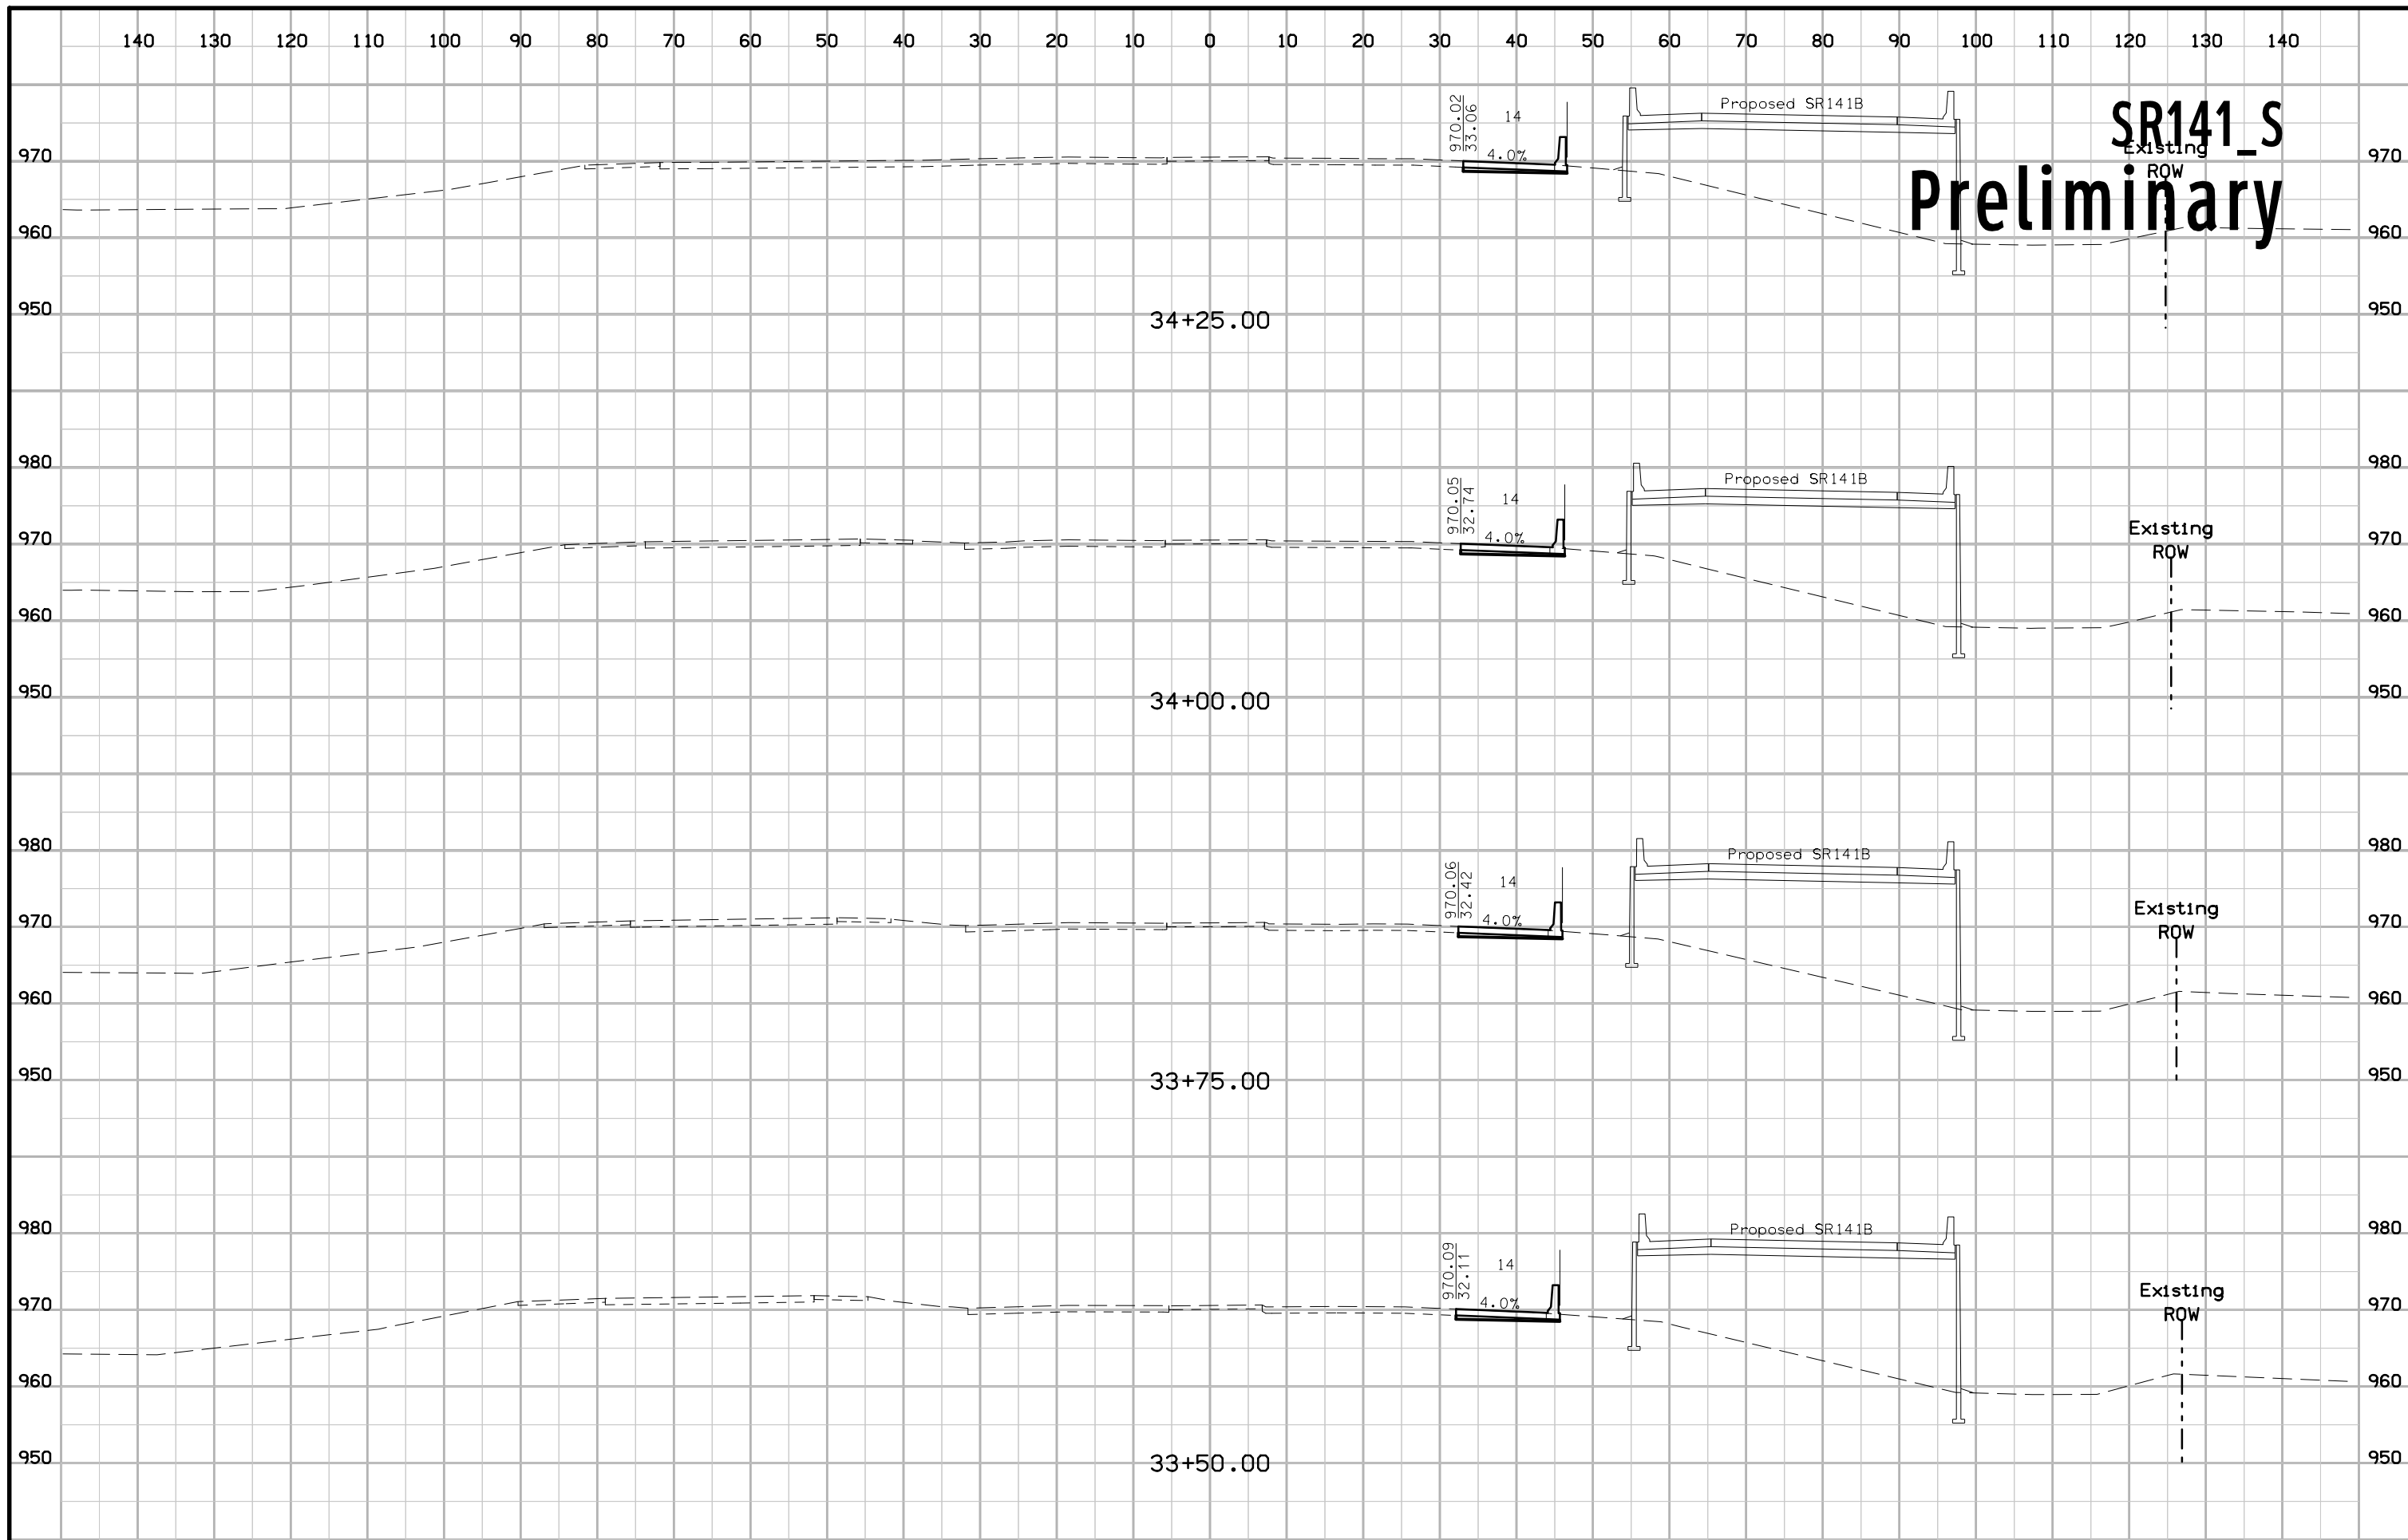 140 130 120 110 100 90 80 70 60 50 40 30 20 10 0 10 20 30 40 50 60 70 80 90 100 110 120 130 140
SR141_S
Preliminary
970.02
33.06
14
4.0%
Proposed SR141B
Existing
ROW
970 970
960 960
950 950
34+25.00
980 980
970.05
32.74
14
4.0%
Proposed SR141B
Existing
ROW
970 970
960 960
950 950
34+00.00
980 980
970.06
32.42
14
4.0%
Proposed SR141B
Existing
ROW
970 970
960 960
950 950
33+75.00
980 980
970.09
32.11
14
4.0%
Proposed SR141B
Existing
ROW
970 970
960 960
950 950
33+50.00